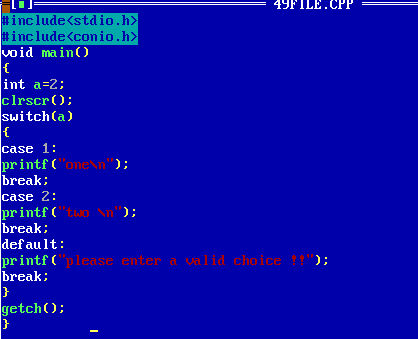 [■] 49FILE.CPP
#include<stdio.h>
#include<conio.h>
void main()
{
int a=2;
clrscr();
switch(a)
{
case 1:
printf("one\n");
break;
case 2:
printf("two \n");
break;
default:
printf("please enter a valid choice !!");
break;
}
getch();
}